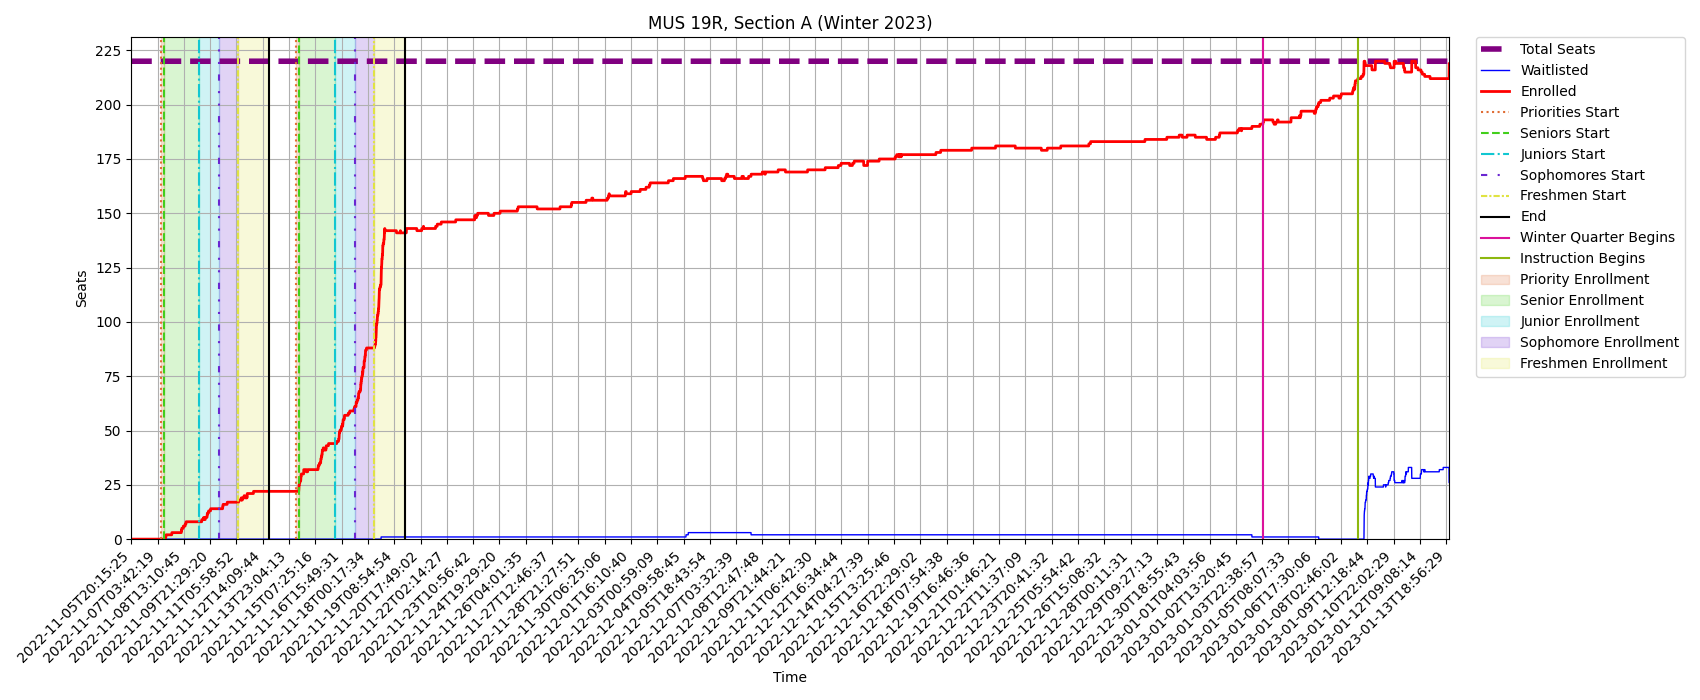 MUS 19R, Section A (Winter 2023)
225
200
175
150
125
100
75
50
25
0
Seats
2022-11-05T20:15:25
2022-11-07T03:42:19
2022-11-08T13:10:45
2022-11-09T21:29:20
2022-11-11T05:58:52
2022-11-12T14:09:44
2022-11-13T23:04:13
2022-11-15T07:25:16
2022-11-16T15:49:31
2022-11-18T00:17:34
2022-11-19T08:54:54
2022-11-20T17:49:02
2022-11-22T02:14:27
2022-11-23T10:56:42
2022-11-24T19:29:20
2022-11-26T04:01:35
2022-11-27T12:46:37
2022-11-28T21:27:51
2022-11-30T06:25:06
2022-12-01T16:10:40
2022-12-03T00:59:09
2022-12-04T09:58:45
2022-12-05T18:43:54
2022-12-07T03:32:39
2022-12-08T12:47:48
2022-12-09T21:44:21
2022-12-11T06:42:30
2022-12-12T16:34:44
2022-12-14T04:27:39
2022-12-15T13:25:46
2022-12-16T22:29:02
2022-12-18T07:54:38
2022-12-19T16:46:36
2022-12-21T01:46:21
2022-12-22T11:37:09
2022-12-23T20:41:32
2022-12-25T05:54:42
2022-12-26T15:08:32
2022-12-28T00:11:31
2022-12-29T09:27:13
2022-12-30T18:55:43
2023-01-01T04:03:56
2023-01-02T13:20:45
2023-01-03T22:38:57
2023-01-05T08:07:33
2023-01-06T17:30:06
2023-01-08T02:46:02
2023-01-09T12:18:44
2023-01-10T22:02:29
2023-01-12T09:08:14
2023-01-13T18:56:29
Time
Total Seats
Waitlisted
Enrolled
Priorities Start
Seniors Start
Juniors Start
Sophomores Start
Freshmen Start
End
Winter Quarter Begins
Instruction Begins
Priority Enrollment
Senior Enrollment
Junior Enrollment
Sophomore Enrollment
Freshmen Enrollment